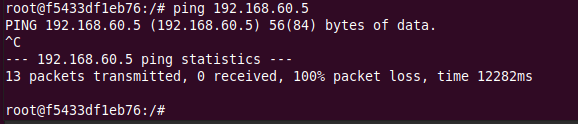 root@f5433df1eb76:/# ping 192.168.60.5
PING 192.168.60.5 (192.168.60.5) 56(84) bytes of data.
^C
--- 192.168.60.5 ping statistics ---
13 packets transmitted, 0 received, 100% packet loss, time 12282ms
root@f5433df1eb76:/#